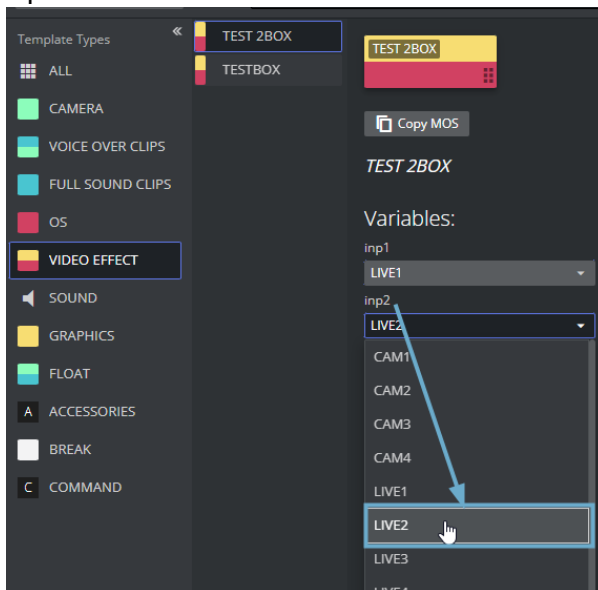 Template Types
«
ALL
CAMERA
VOICE OVER CLIPS
FULL SOUND CLIPS
OS
VIDEO EFFECT
SOUND
GRAPHICS
FLOAT
A ACCESSORIES
BREAK
C COMMAND
TEST 2BOX
TESTBOX
TEST 2BOX
Copy MOS
TEST 2BOX
Variables:
inp1
LIVE1
inp2
LIVE2
CAM1
CAM2
CAM3
CAM4
LIVE1
LIVE2
LIVE3